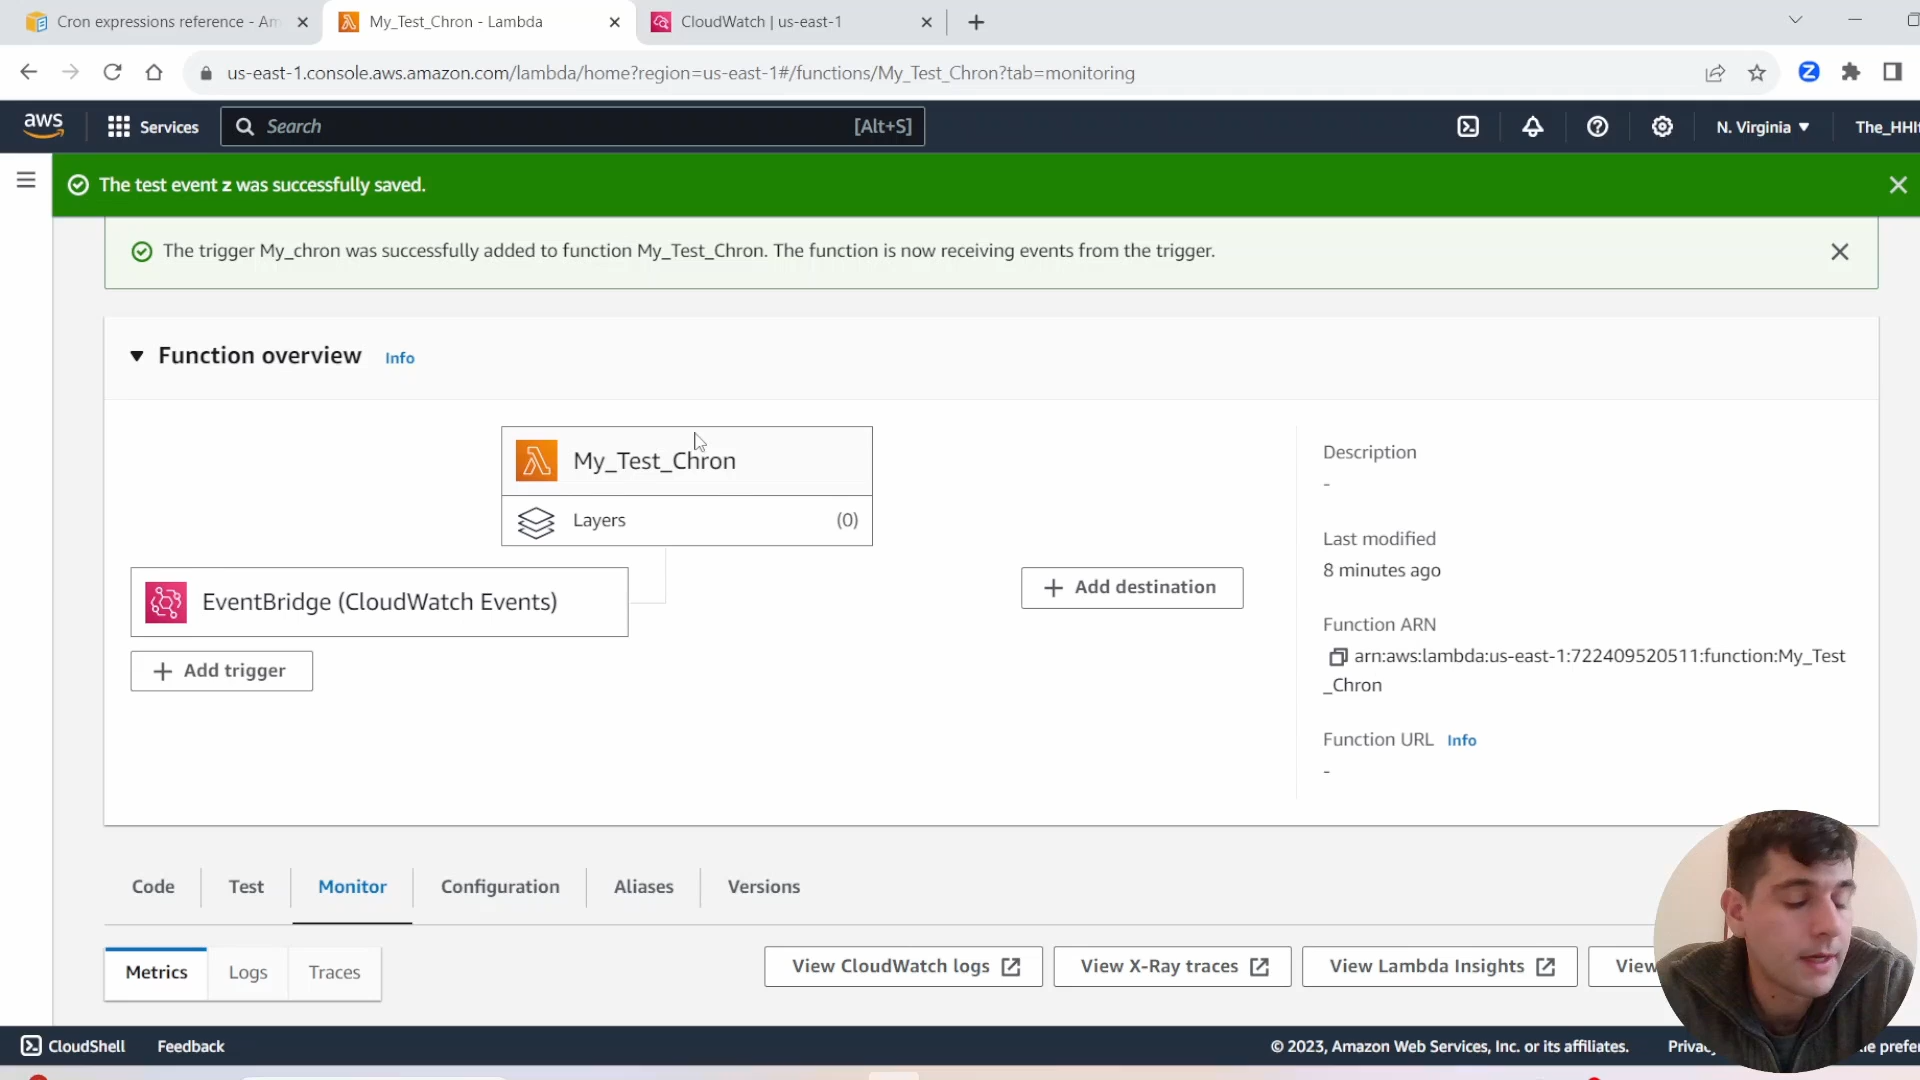 Cron expressions reference - Am
My_Test_Chron - Lambda
CloudWatch | us-east-1
us-east-1.console.aws.amazon.com/lambda/home?region=us-east-1#/functions/My_Test_Chron?tab=monitoring
Z
aws
Services
Search
[Alt+S]
N. Virginia
The_HHI
The test event z was successfully saved.
The trigger My_chron was successfully added to function My_Test_Chron. The function is now receiving events from the trigger.
Function overview
Info
My_Test_Chron
Layers
(0)
EventBridge (CloudWatch Events)
+ Add trigger
+ Add destination
Description
-
Last modified
8 minutes ago
Function ARN
arn:aws:lambda:us-east-1:722409520511:function:My_Test
_Chron
Function URL Info
-
Code
Test
Monitor
Configuration
Aliases
Versions
Metrics
Logs
Traces
View CloudWatch logs
View X-Ray traces
View Lambda Insights
View
CloudShell
Feedback
© 2023, Amazon Web Services, Inc. or its affiliates.